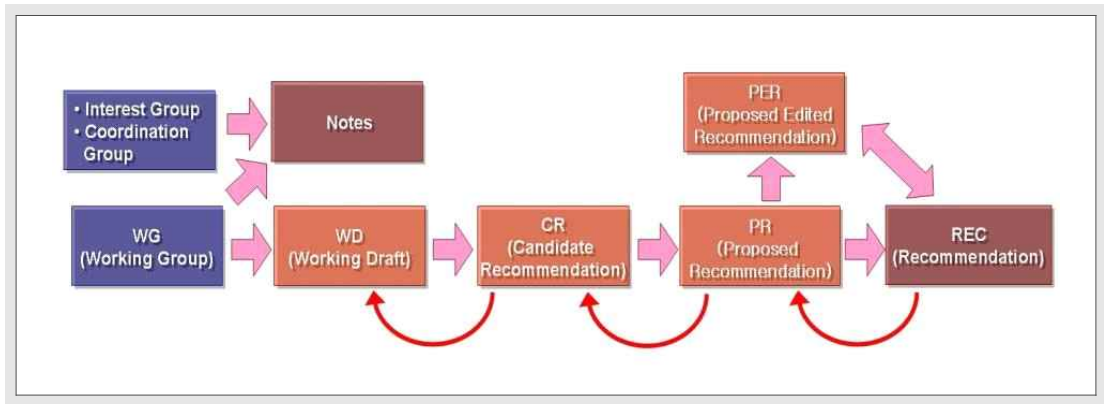 • Interest Group
• Coordination
Group
Notes
PER
(Proposed Edited
Recommendation)
WG
(Working Group)
WD
(Working Draft)
CR
(Candidate
Recommendation)
PR
(Proposed
Recommendation)
REC
(Recommendation)